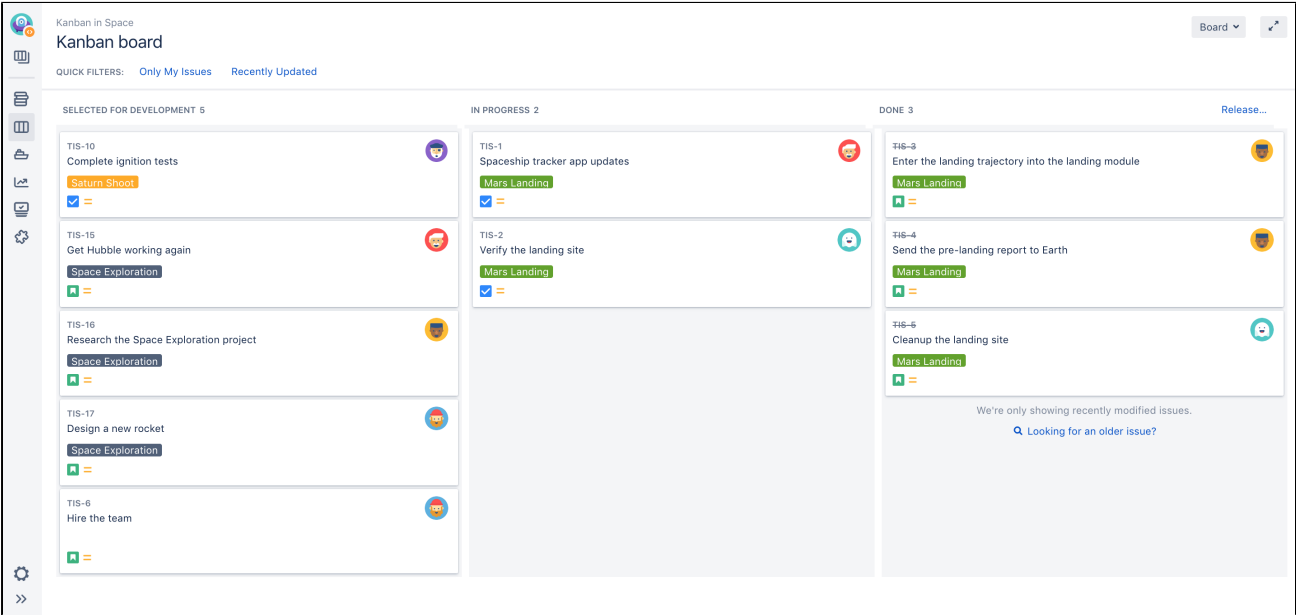 Kanban in Space
Kanban board
Board
QUICK FILTERS: Only My Issues Recently Updated
SELECTED FOR DEVELOPMENT 5
TIS-10
Complete ignition tests
Saturn Shoot
TIS-15
Get Hubble working again
Space Exploration
TIS-16
Research the Space Exploration project
Space Exploration
TIS-17
Design a new rocket
Space Exploration
TIS-6
Hire the team
IN PROGRESS 2
TIS-1
Spaceship tracker app updates
Mars Landing
TIS-2
Verify the landing site
Mars Landing
DONE 3
Release...
TIS-3
Enter the landing trajectory into the landing module
Mars Landing
TIS-4
Send the pre-landing report to Earth
Mars Landing
TIS-5
Cleanup the landing site
Mars Landing
We're only showing recently modified issues.
Looking for an older issue?